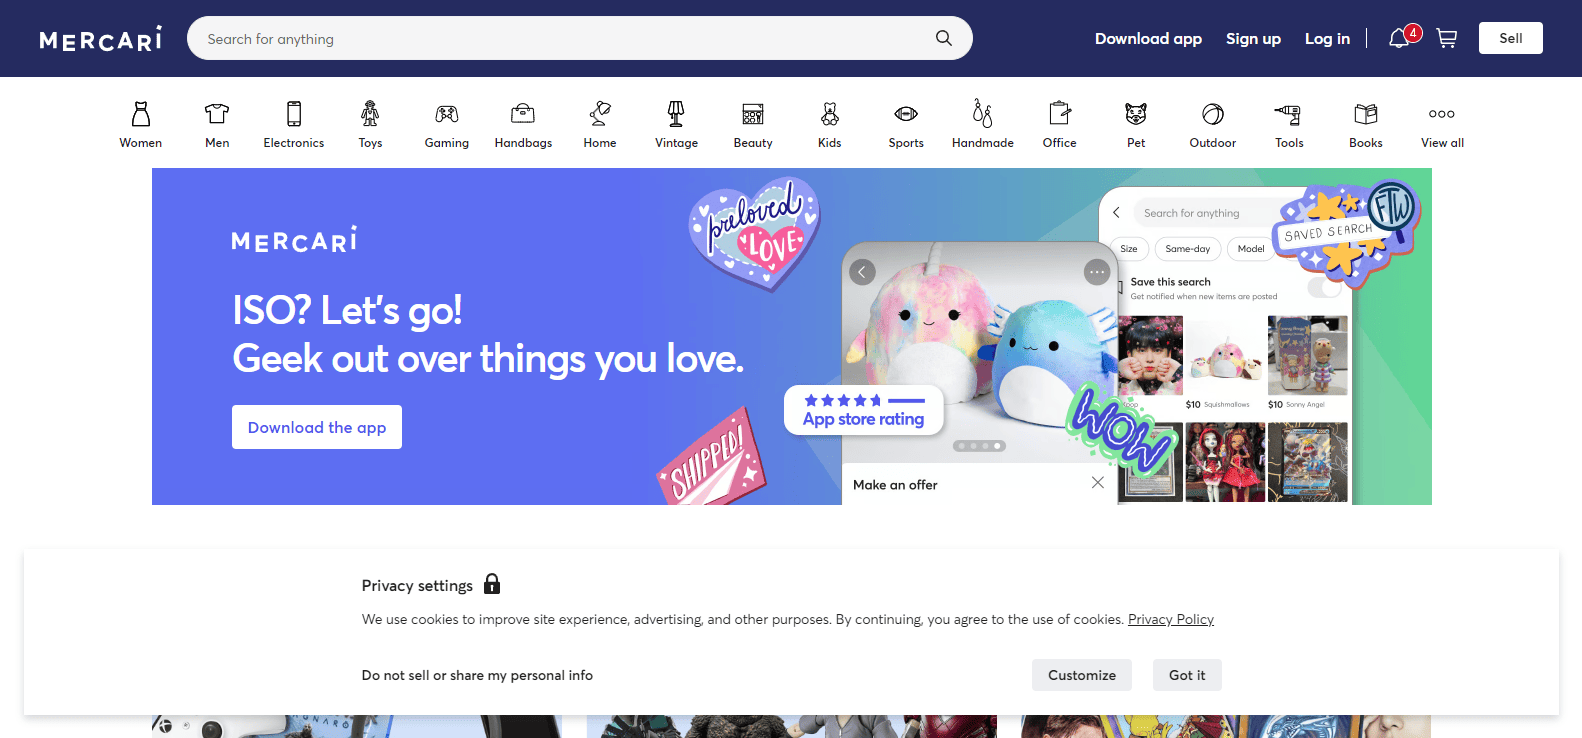 MERCARI
Search for anything
Download app
Sign up
Log in
4
Sell
Women
Men
Electronics
Toys
Gaming
Handbags
Home
Vintage
Beauty
Kids
Sports
Handmade
Office
Pet
Outdoor
Tools
Books
View all
MERCARI
ISO? Let's go!
Geek out over things you love.
Download the app
preloved
LOVE
SHIPPED!
App store rating
Make an offer
WOW
Search for anything
SAVED SEARCH
FTW
Size
Same-day
Model
Save this search
Get notified when new items are posted
$10 Squishmallows
$10 Sonny Angel
Privacy settings
We use cookies to improve site experience, advertising, and other purposes. By continuing, you agree to the use of cookies. Privacy Policy
Do not sell or share my personal info
Customize
Got it